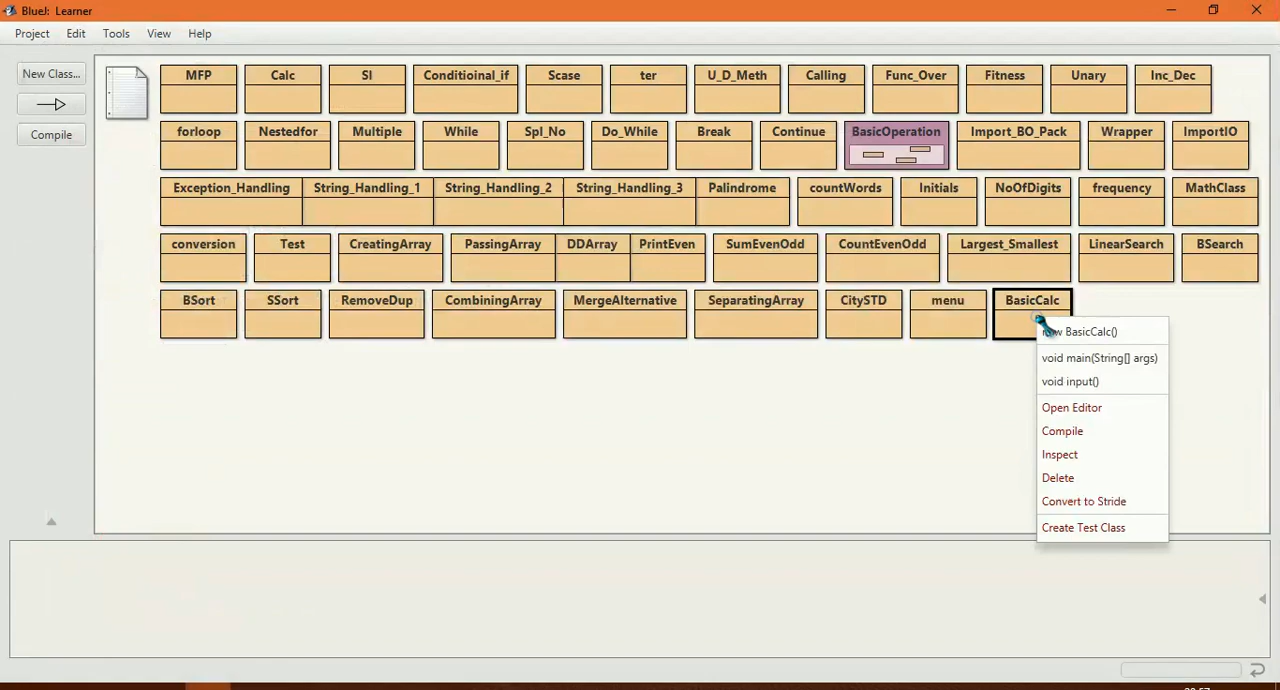 BlueJ: Learner
Project Edit Tools View Help
New Class...
Compile
MFP Calc SI Conditioinal_if Scase ter U_D_Meth Calling Func_Over Fitness Unary Inc_Dec
forloop Nestedfor Multiple While Spl_No Do_While Break Continue BasicOperation Import_BO_Pack Wrapper ImportIO
Exception_Handling String_Handling_1 String_Handling_2 String_Handling_3 Palindrome countWords Initials NoOfDigits frequency MathClass
conversion Test CreatingArray PassingArray DDArray PrintEven SumEvenOdd CountEvenOdd Largest_Smallest LinearSearch BSearch
BSort SSort RemoveDup CombiningArray MergeAlternative SeparatingArray CitySTD menu BasicCalc
BasicCalc()
void main(String[] args)
void input()
Open Editor
Compile
Inspect
Delete
Convert to Stride
Create Test Class